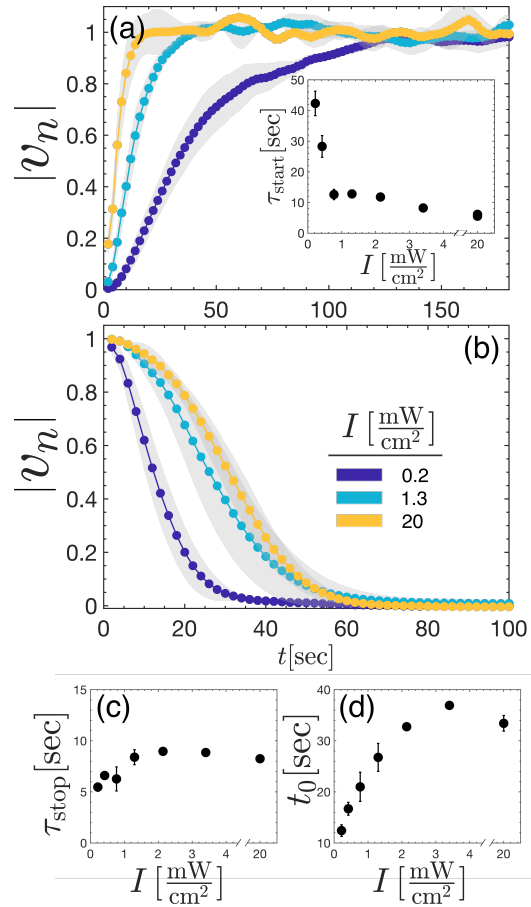 (a)
|v_n|
1
0.8
0.6
0.4
0.2
0
0 50 100 150
τ_start[sec]
50
40
30
20
10
0
0 1 2 3 4 20
I [mW/cm²]
(b)
|v_n|
1
0.8
0.6
0.4
0.2
0
I [mW/cm²]
0.2
1.3
20
0 20 40 60 80 100
t[sec]
(c)
τ_stop[sec]
15
10
5
0
0 1 2 3 4 20
I [mW/cm²]
(d)
t_0[sec]
40
30
20
10
0 1 2 3 4 20
I [mW/cm²]